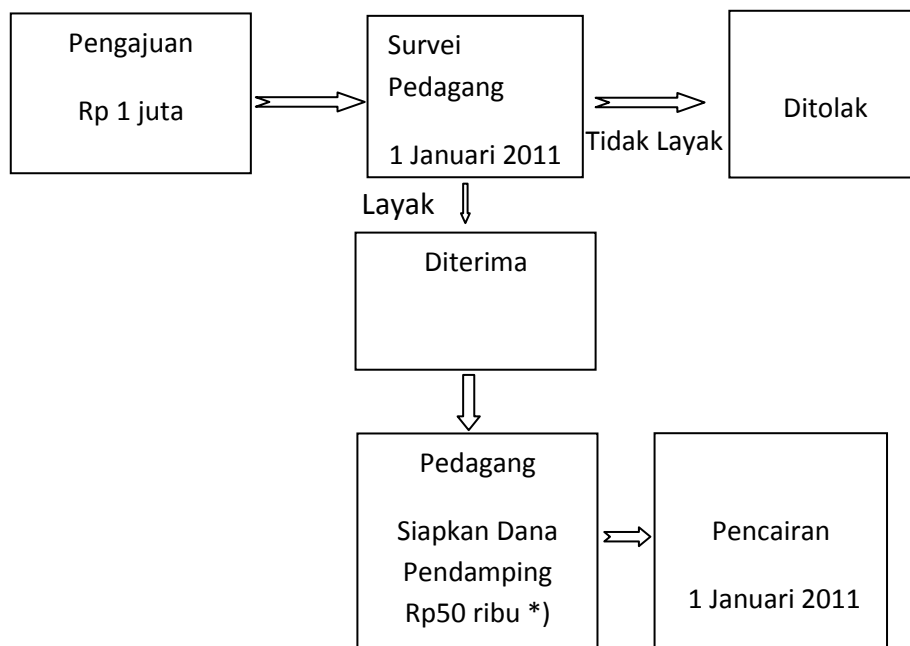 Pengajuan
Rp 1 juta
Survei
Pedagang
1 Januari 2011
Tidak Layak
Ditolak
Layak
Diterima
Pedagang
Siapkan Dana
Pendamping
Rp50 ribu *)
Pencairan
1 Januari 2011